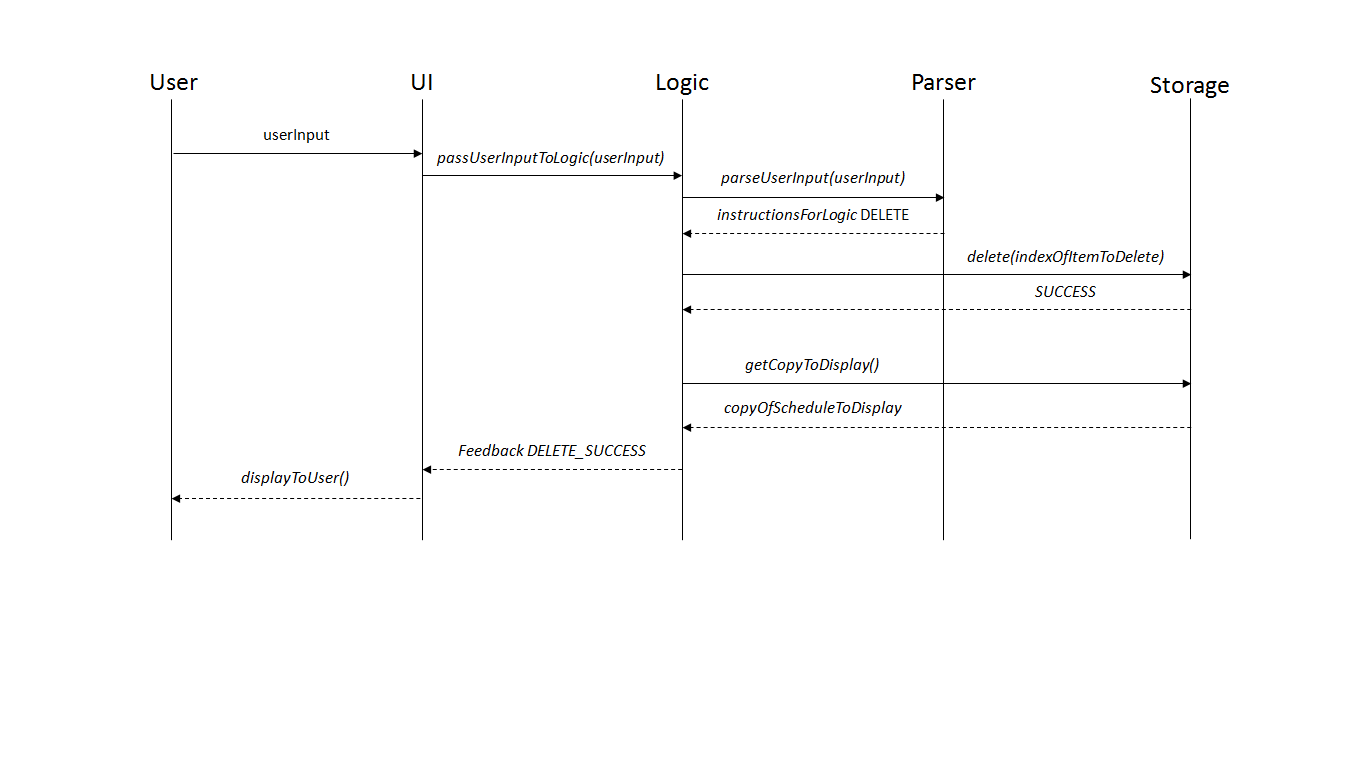 User
UI
Logic
Parser
Storage
userInput
passUserInputToLogic(userInput)
parseUserInput(userInput)
instructionsForLogic DELETE
delete(indexOfItemToDelete)
SUCCESS
getCopyToDisplay()
copyOfScheduleToDisplay
Feedback DELETE_SUCCESS
displayToUser()